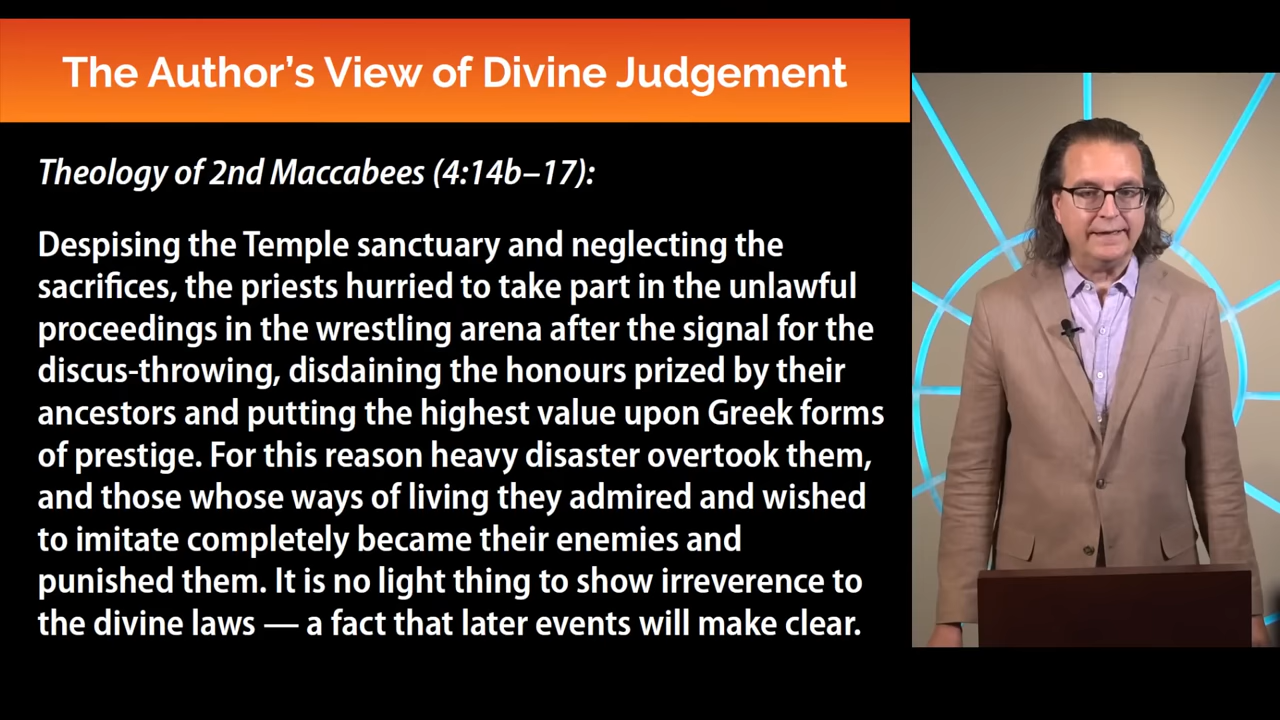 The Author’s View of Divine Judgement
Theology of 2nd Maccabees (4:14b–17):
Despising the Temple sanctuary and neglecting the
sacrifices, the priests hurried to take part in the unlawful
proceedings in the wrestling arena after the signal for the
discus-throwing, disdaining the honours prized by their
ancestors and putting the highest value upon Greek forms
of prestige. For this reason heavy disaster overtook them,
and those whose ways of living they admired and wished
to imitate completely became their enemies and
punished them. It is no light thing to show irreverence to
the divine laws — a fact that later events will make clear.